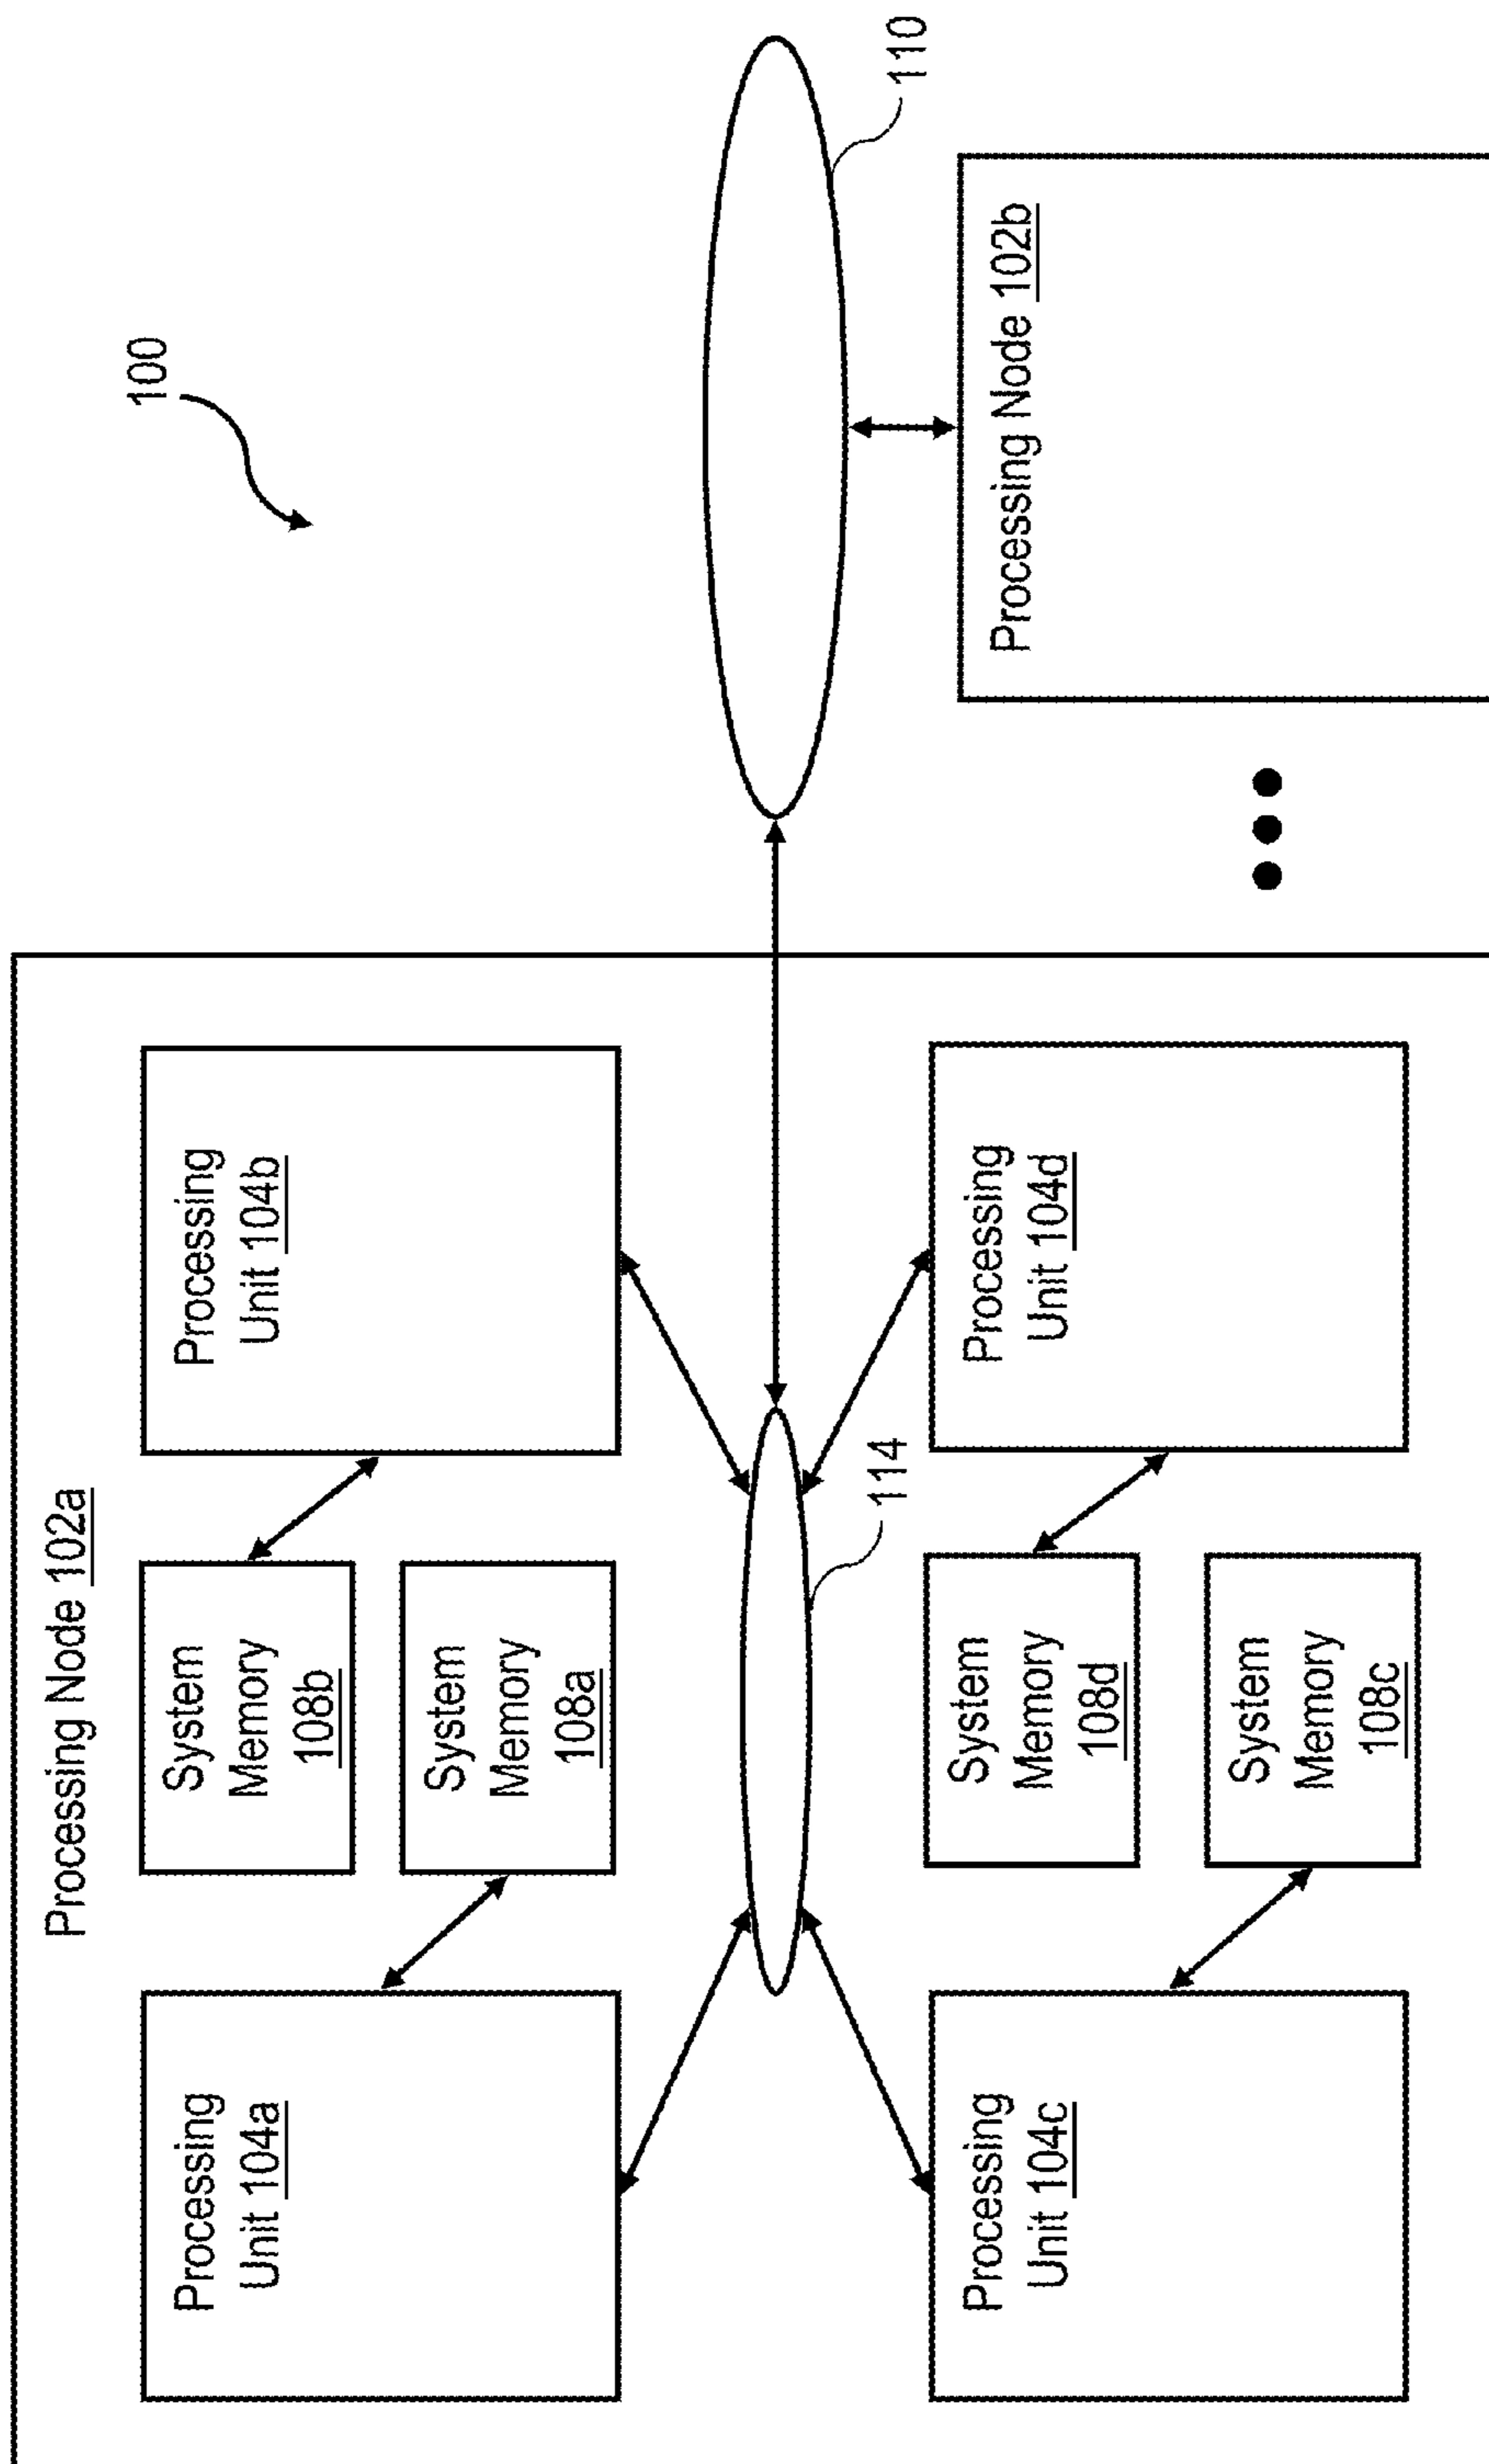 100
Processing Node 102a
Processing
Unit 104a
System
Memory
108b
System
Memory
108a
Processing
Unit 104b
114
110
Processing
Unit 104c
System
Memory
108d
System
Memory
108c
Processing
Unit 104d
Processing Node 102b